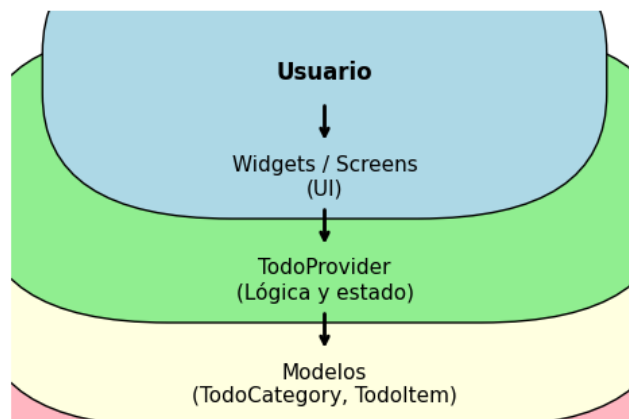 Usuario
Widgets / Screens
(UI)
TodoProvider
(Lógica y estado)
Modelos
(TodoCategory, TodoItem)